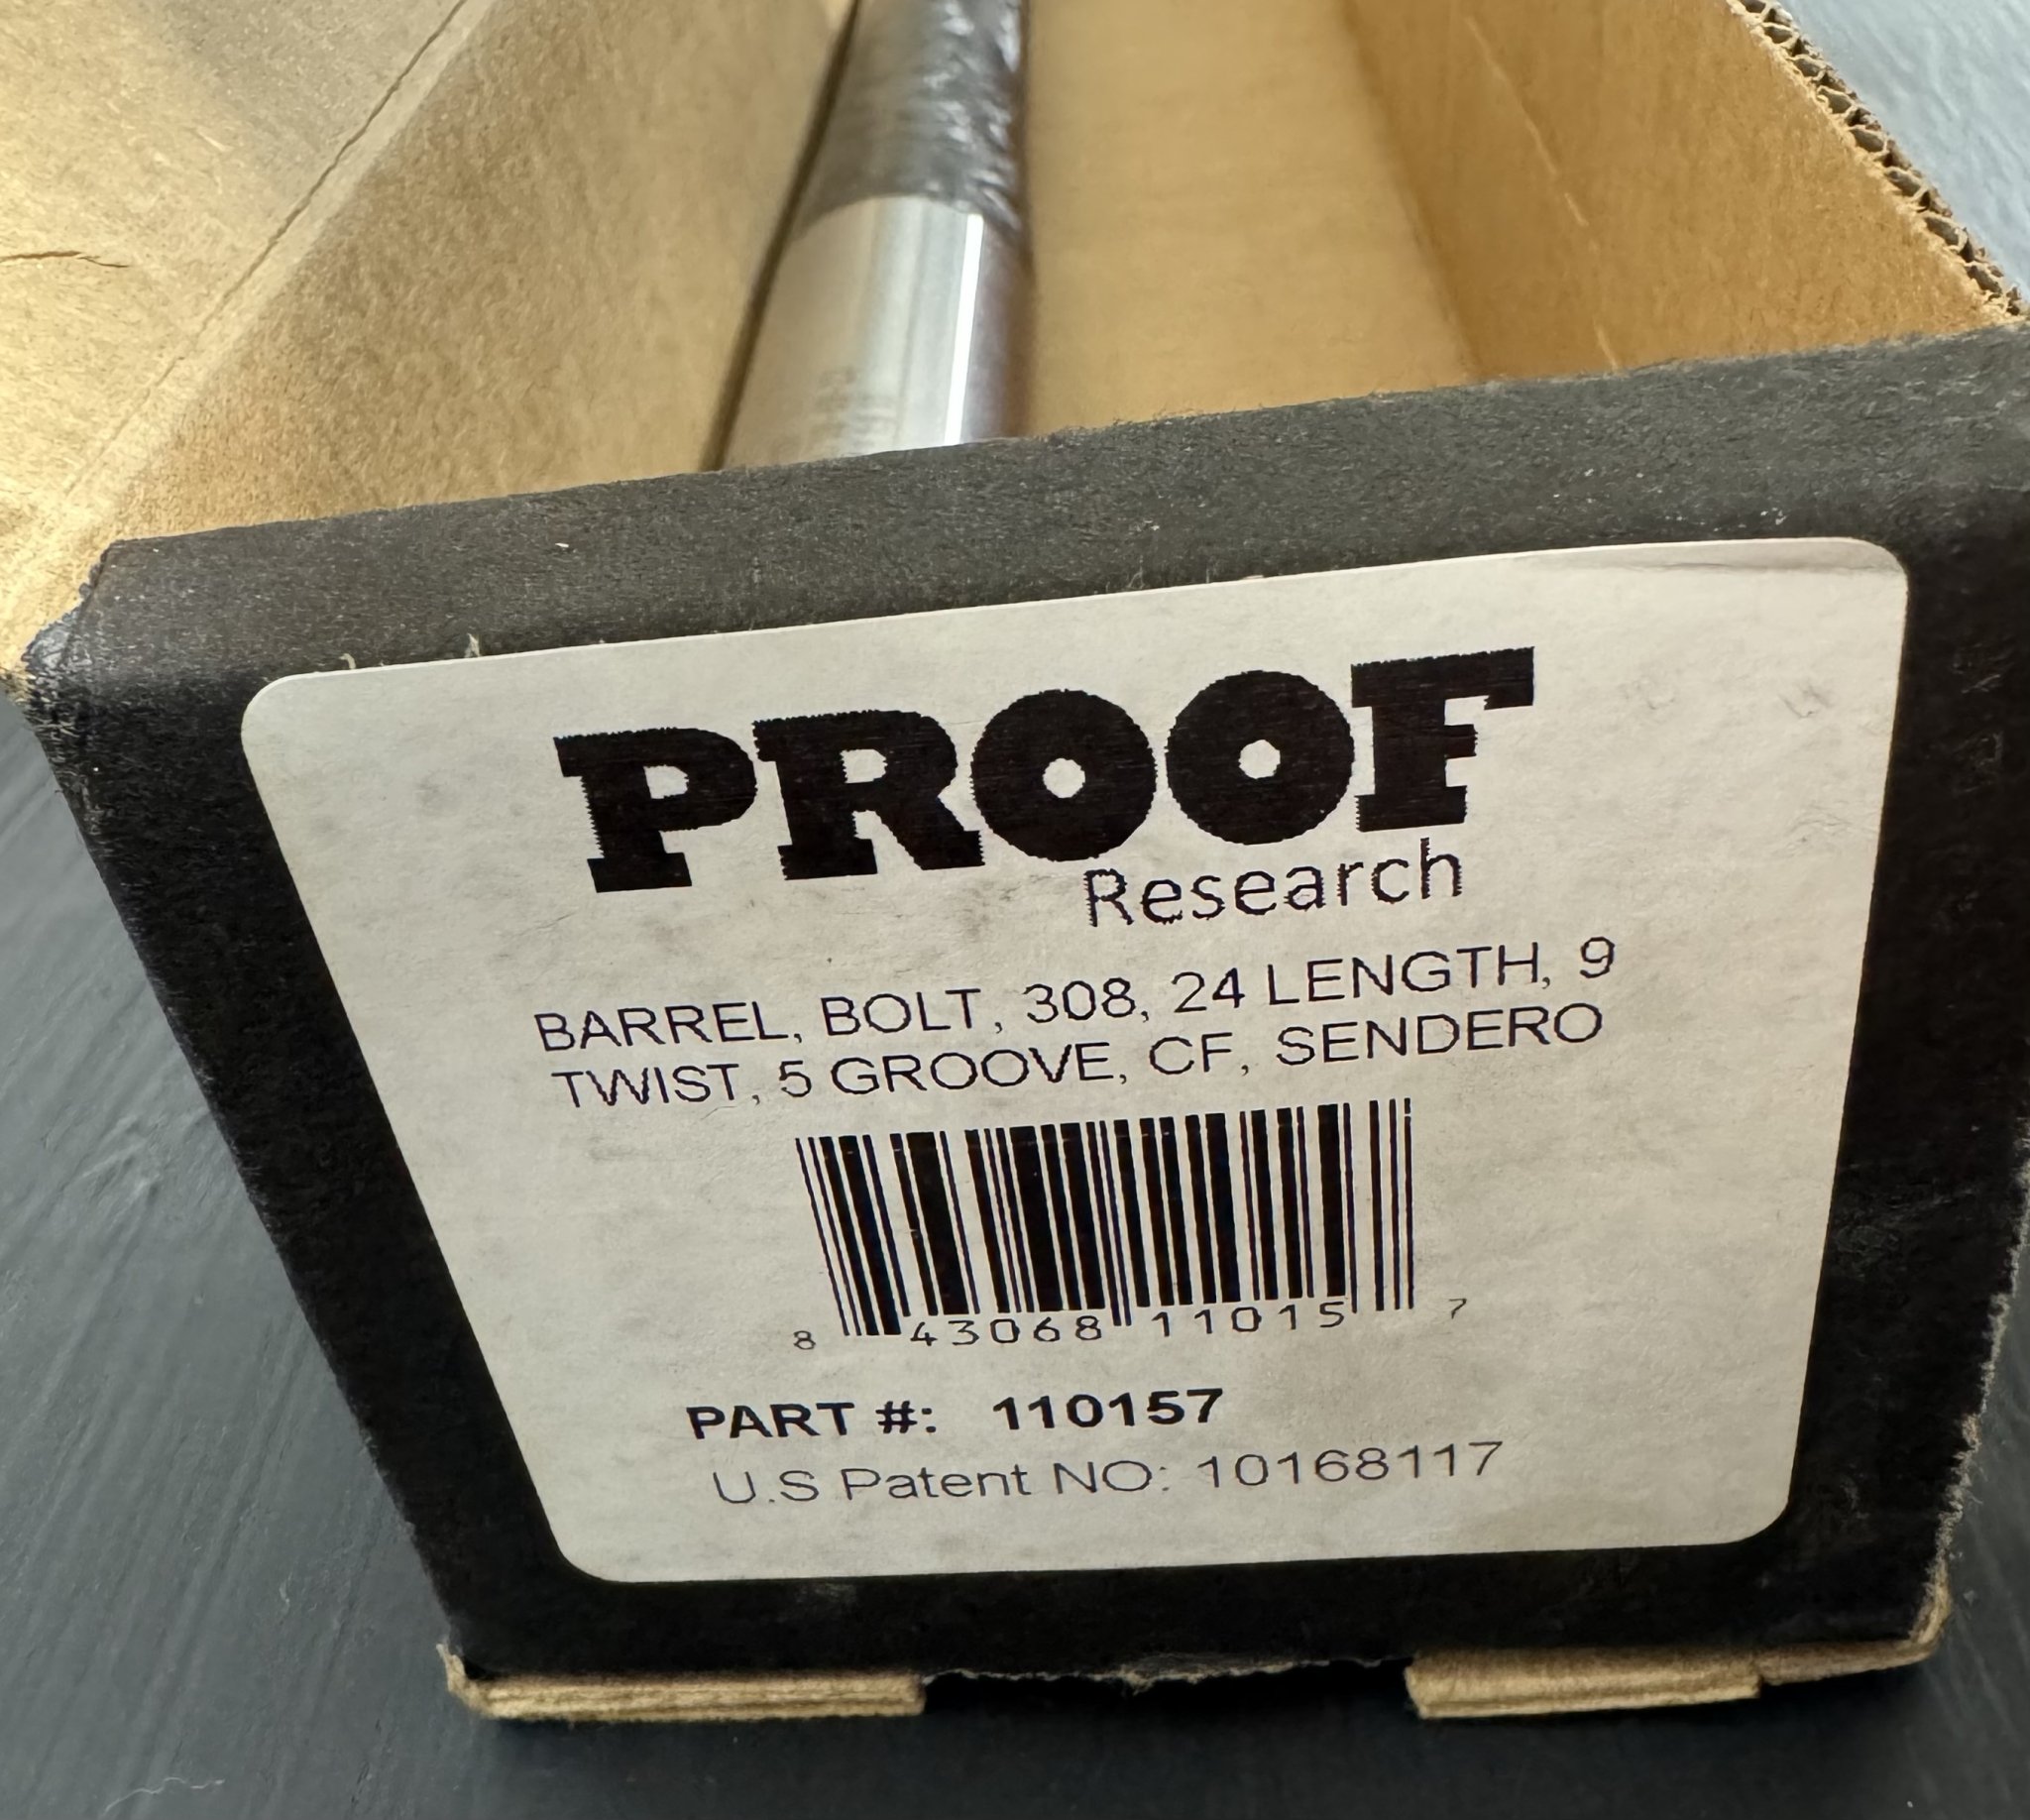 PROOF
Research
BARREL, BOLT, 308, 24 LENGTH, 9
TWIST, 5 GROOVE, CF, SENDERO
8 43068 11015 7
PART #: 110157
U.S Patent NO: 10168117